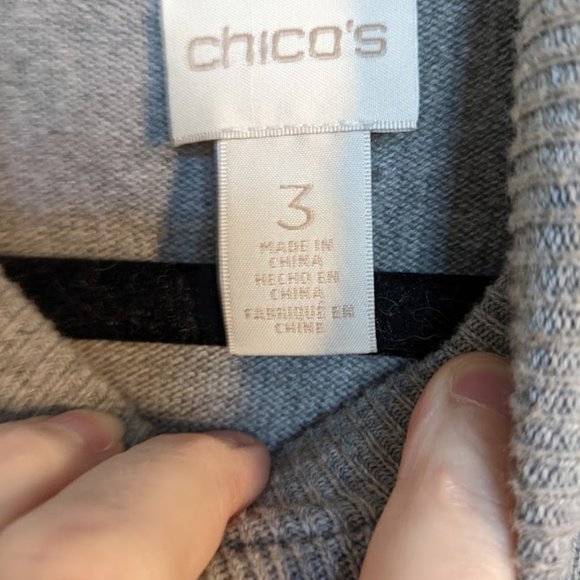 chico's
3
MADE IN
CHINA
HECHO EN
CHINA
FABRIQUÉ EN
CHINE